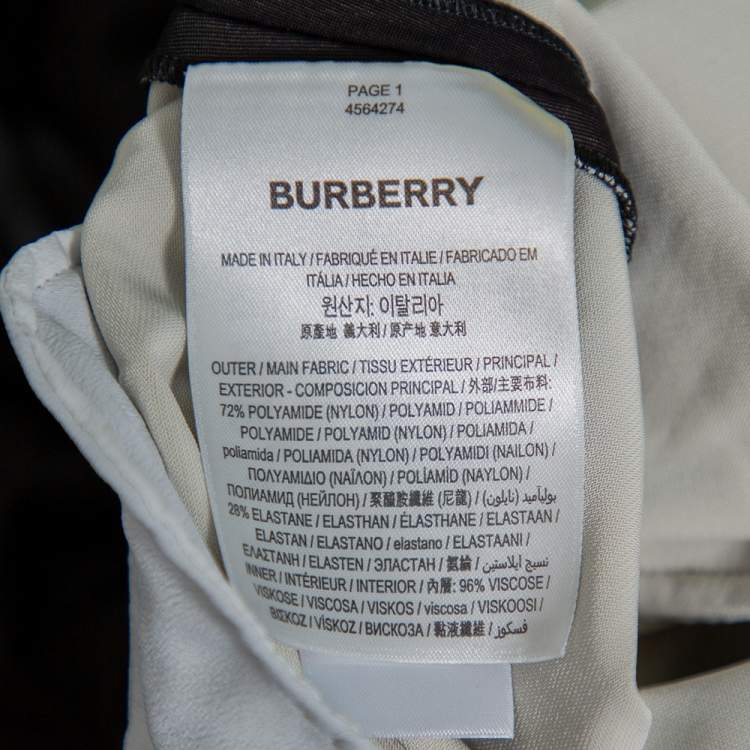 PAGE 1
4564274
BURBERRY
MADE IN ITALY / FABRIQUÉ EN ITALIE / FABRICADO EM
ITÁLIA / HECHO EN ITALIA
원산지: 이탈리아
原產地 義大利 / 原产地 意大利
OUTER / MAIN FABRIC / TISSU EXTÉRIEUR / PRINCIPAL /
EXTERIOR - COMPOSICION PRINCIPAL / 外部/主要布料:
72% POLYAMIDE (NYLON) / POLYAMID / POLIAMMIDE /
POLYAMIDE / POLYAMID (NYLON) / POLIAMIDA /
poliamida / POLIAMIDA (NYLON) / POLYAMIDI (NAILON) /
ΠΟΛΥΑΜΙΔΙΟ (ΝΑΪΛΟΝ) / POLİAMİD (NAYLON) /
ПОЛИАМИД (НЕЙЛОН) / 聚醯胺纖維 (尼龍) / بوليأميد (نايلون)
28% ELASTANE / ELASTHAN / ÉLASTHANE / ELASTAAN /
ELASTAN / ELASTANO / elastano / ELASTAANI /
ΕΛΑΣΤΑΝΗ / ELASTEN / ЭЛАСТАН / 氨綸 / نسيج إيلاستين
INNER / INTÉRIEUR / INTERIOR / 內層: 96% VISCOSE /
VISKOSE / VISCOSA / VISKOS / viscosa / VISKOOSI /
ΒΙΣΚΟΖ / VİSKOZ / ВИСКОЗА / 黏液纖維 / فسكوز